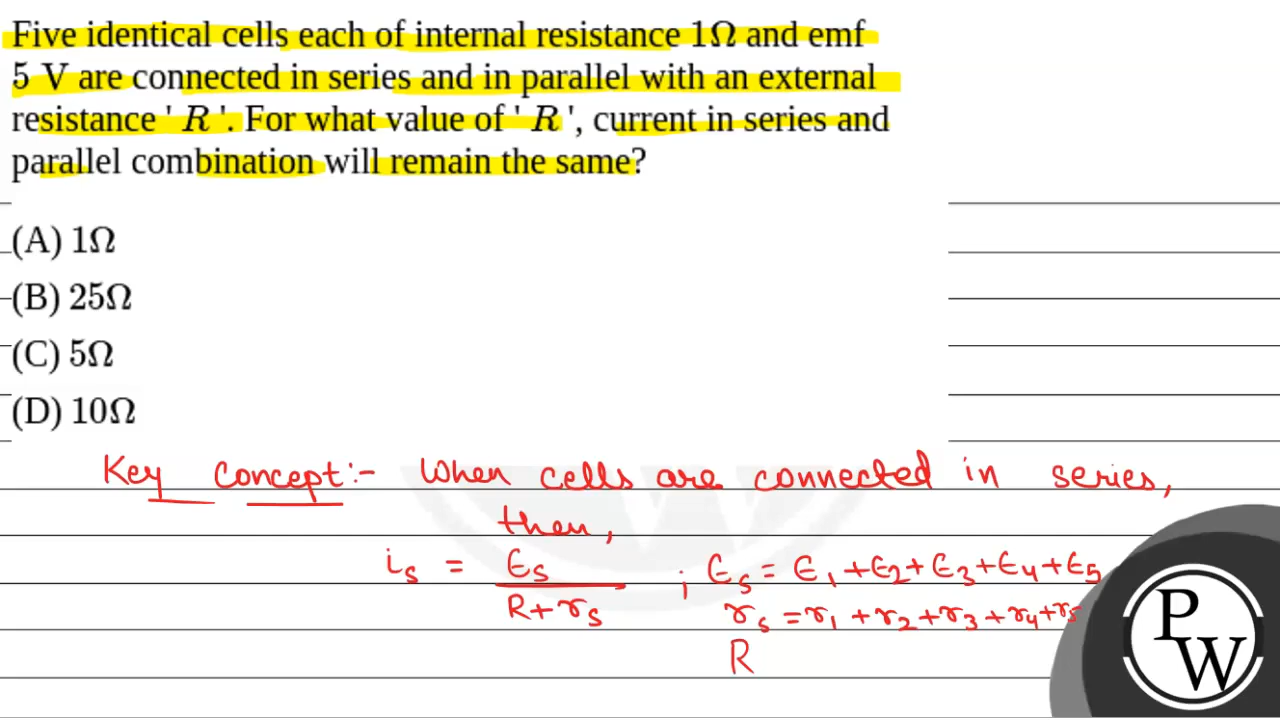 Five identical cells each of internal resistance 1Ω and emf
5 V are connected in series and in parallel with an external
resistance ' R '. For what value of ' R ', current in series and
parallel combination will remain the same?
(A) 1Ω
(B) 25Ω
(C) 5Ω
(D) 10Ω
Key Concept:- When cells are connected in series,
then,
is = Es / R+rs ; Es = E1+E2+E3+E4+E5
rs = r1+r2+r3+r4+r5
R
PW